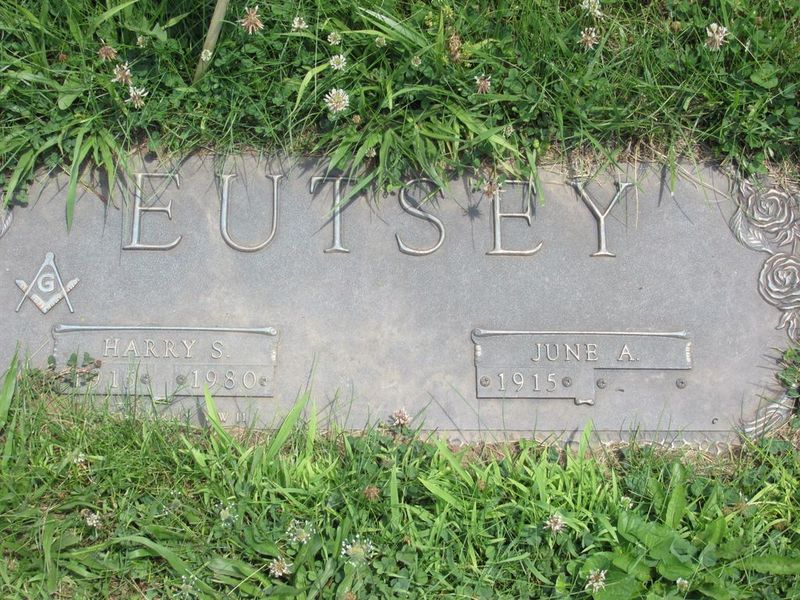 EUTSEY
G
HARRY S.
1980
JUNE A.
1915